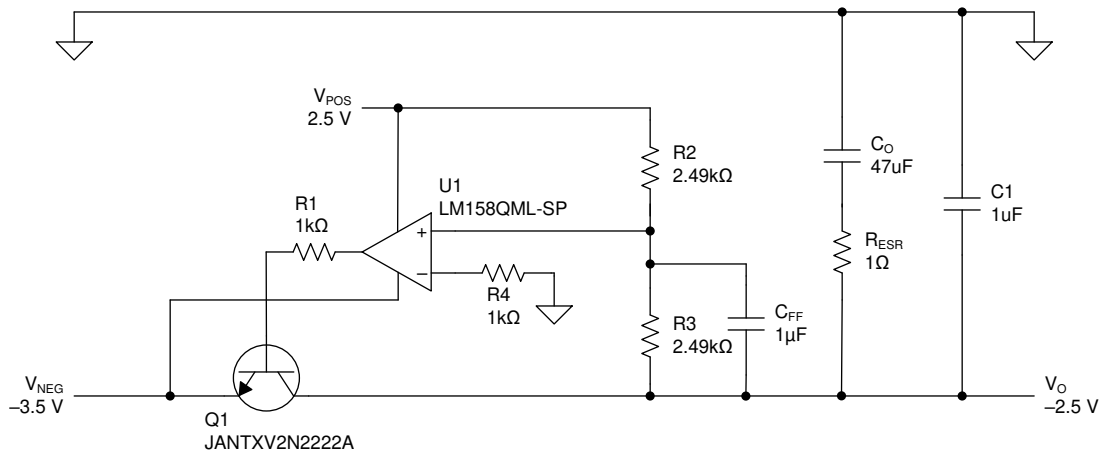 V_POS
2.5 V
R2
2.49kΩ
C_O
47uF
U1
LM158QML-SP
C1
1uF
R1
1kΩ
+
R_ESR
1Ω
−
R4
1kΩ
R3
2.49kΩ
C_FF
1µF
V_NEG
–3.5 V
V_O
–2.5 V
Q1
JANTXV2N2222A